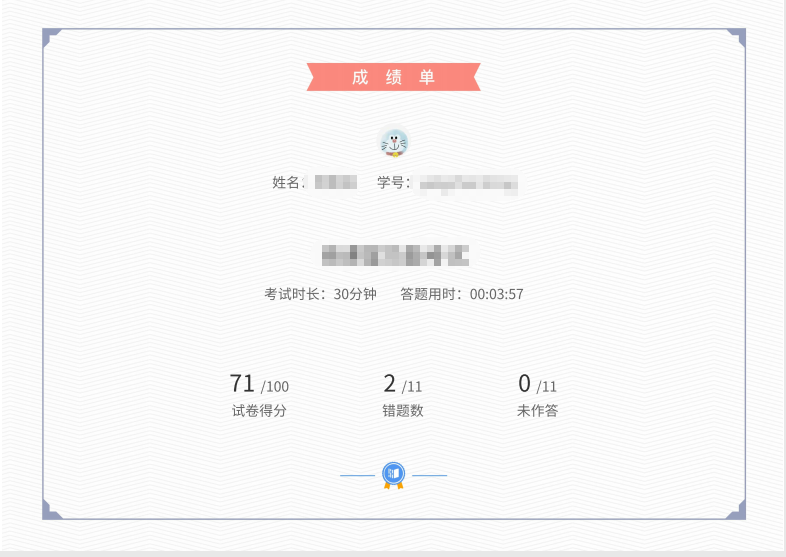 成绩单
姓名： 学号：
考试时长：30分钟 答题用时：00:03:57
71 /100 2 /11 0 /11
试卷得分 错题数 未作答